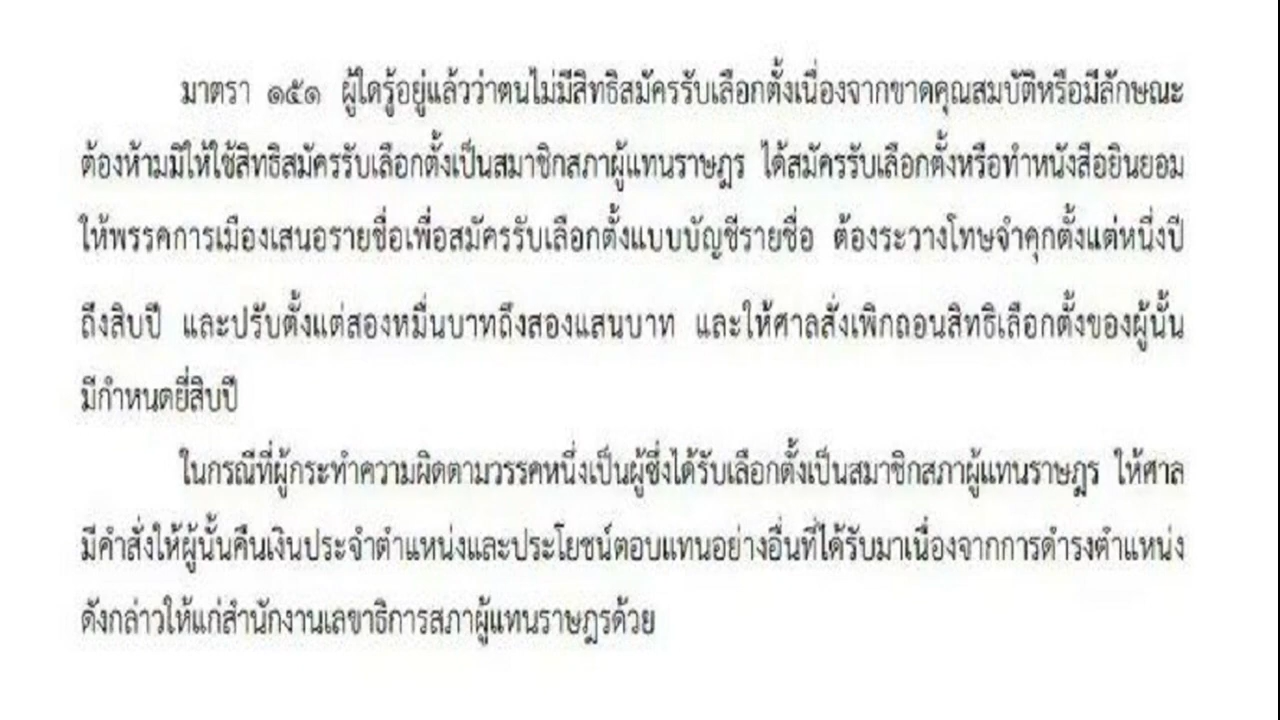 มาตรา ๑๕๑ ผู้ใดรู้อยู่แล้วว่าตนไม่มีสิทธิสมัครรับเลือกตั้งเนื่องจากขาดคุณสมบัติหรือมีลักษณะ
ต้องห้ามมิให้ใช้สิทธิสมัครรับเลือกตั้งเป็นสมาชิกสภาผู้แทนราษฎร ได้สมัครรับเลือกตั้งหรือทำหนังสือยินยอม
ให้พรรคการเมืองเสนอรายชื่อเพื่อสมัครรับเลือกตั้งแบบบัญชีรายชื่อ ต้องระวางโทษจำคุกตั้งแต่หนึ่งปี
ถึงสิบปี และปรับตั้งแต่สองหมื่นบาทถึงสองแสนบาท และให้ศาลสั่งเพิกถอนสิทธิเลือกตั้งของผู้นั้น
มีกำหนดยี่สิบปี
ในกรณีที่ผู้กระทำความผิดตามวรรคหนึ่งเป็นผู้ซึ่งได้รับเลือกตั้งเป็นสมาชิกสภาผู้แทนราษฎร ให้ศาล
มีคำสั่งให้ผู้นั้นคืนเงินประจำตำแหน่งและประโยชน์ตอบแทนอย่างอื่นที่ได้รับมาเนื่องจากการดำรงตำแหน่ง
ดังกล่าวให้แก่สำนักงานเลขาธิการสภาผู้แทนราษฎรด้วย